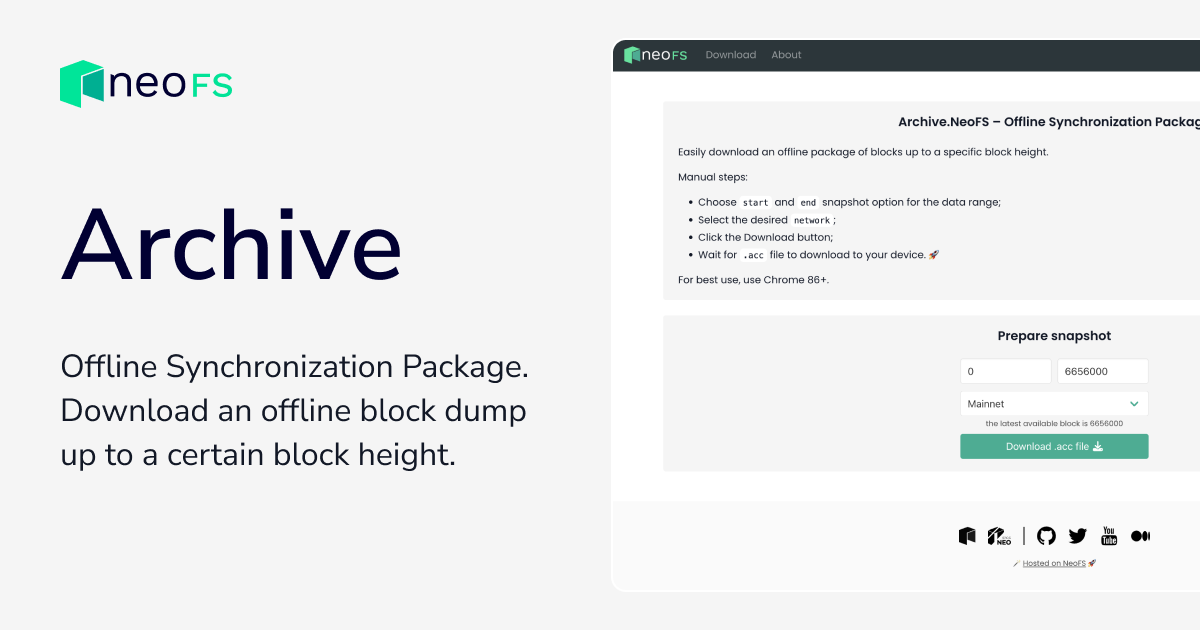 neo FS
Archive
Offline Synchronization Package.
Download an offline block dump
up to a certain block height.
neo FS Download About
Archive.NeoFS – Offline Synchronization Packag
Easily download an offline package of blocks up to a specific block height.
Manual steps:
• Choose start and end snapshot option for the data range;
• Select the desired network ;
• Click the Download button;
• Wait for .acc file to download to your device. 🚀
For best use, use Chrome 86+.
Prepare snapshot
0 6656000
Mainnet
the latest available block is 6656000
Download .acc file
NEO You Tube
Hosted on NeoFS 🚀